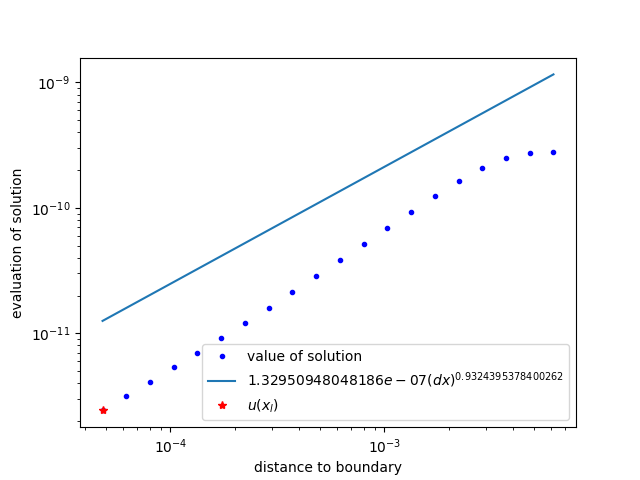 10⁻⁹
10⁻¹⁰
10⁻¹¹
evaluation of solution
value of solution
1.32950948048186e − 07(dx)^0.9324395378400262
u(x_l)
10⁻⁴
10⁻³
distance to boundary